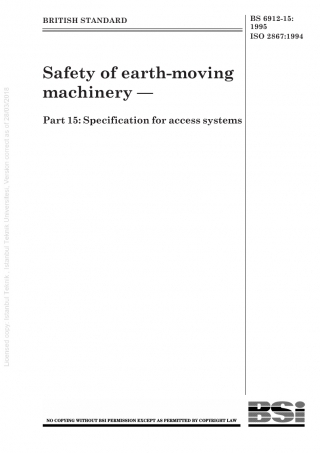 BRITISH STANDARD
BS 6912-15:
1995
ISO 2867:1994
Safety of earth-moving
machinery —
Part 15: Specification for access systems
Licensed copy: Istanbul Teknik , Istanbul Teknik Universitesi, Version correct as of 28/03/2016
BSi
NO COPYING WITHOUT BSI PERMISSION EXCEPT AS PERMITTED BY COPYRIGHT LAW